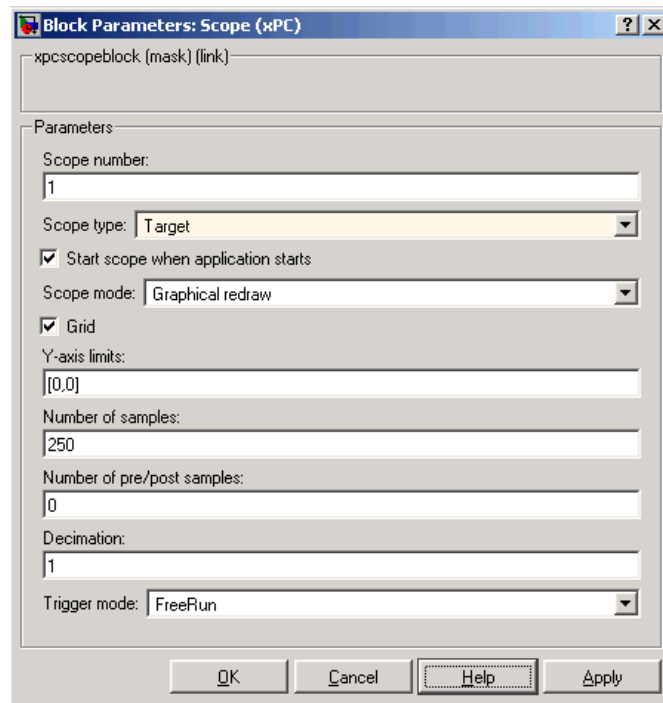 Block Parameters: Scope (xPC)
xpcscopeblock (mask) (link)
Parameters
Scope number:
1
Scope type: Target
Start scope when application starts
Scope mode: Graphical redraw
Grid
Y-axis limits:
[0,0]
Number of samples:
250
Number of pre/post samples:
0
Decimation:
1
Trigger mode: FreeRun
OK Cancel Help Apply